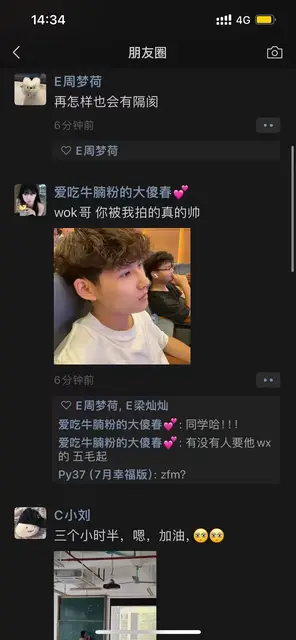 14:34
4G
朋友圈
E周梦荷
再怎样也会有隔阂
6分钟前
E周梦荷
爱吃牛腩粉的大傻春💕
wok哥 你被我拍的真的帅
6分钟前
E周梦荷, E梁灿灿
爱吃牛腩粉的大傻春💕: 同学哈!!!
爱吃牛腩粉的大傻春💕: 有没有人要他wx
的 五毛起
Py37 (7月幸福版): zfm?
C小刘
三个小时半，嗯，加油,🥹🥹